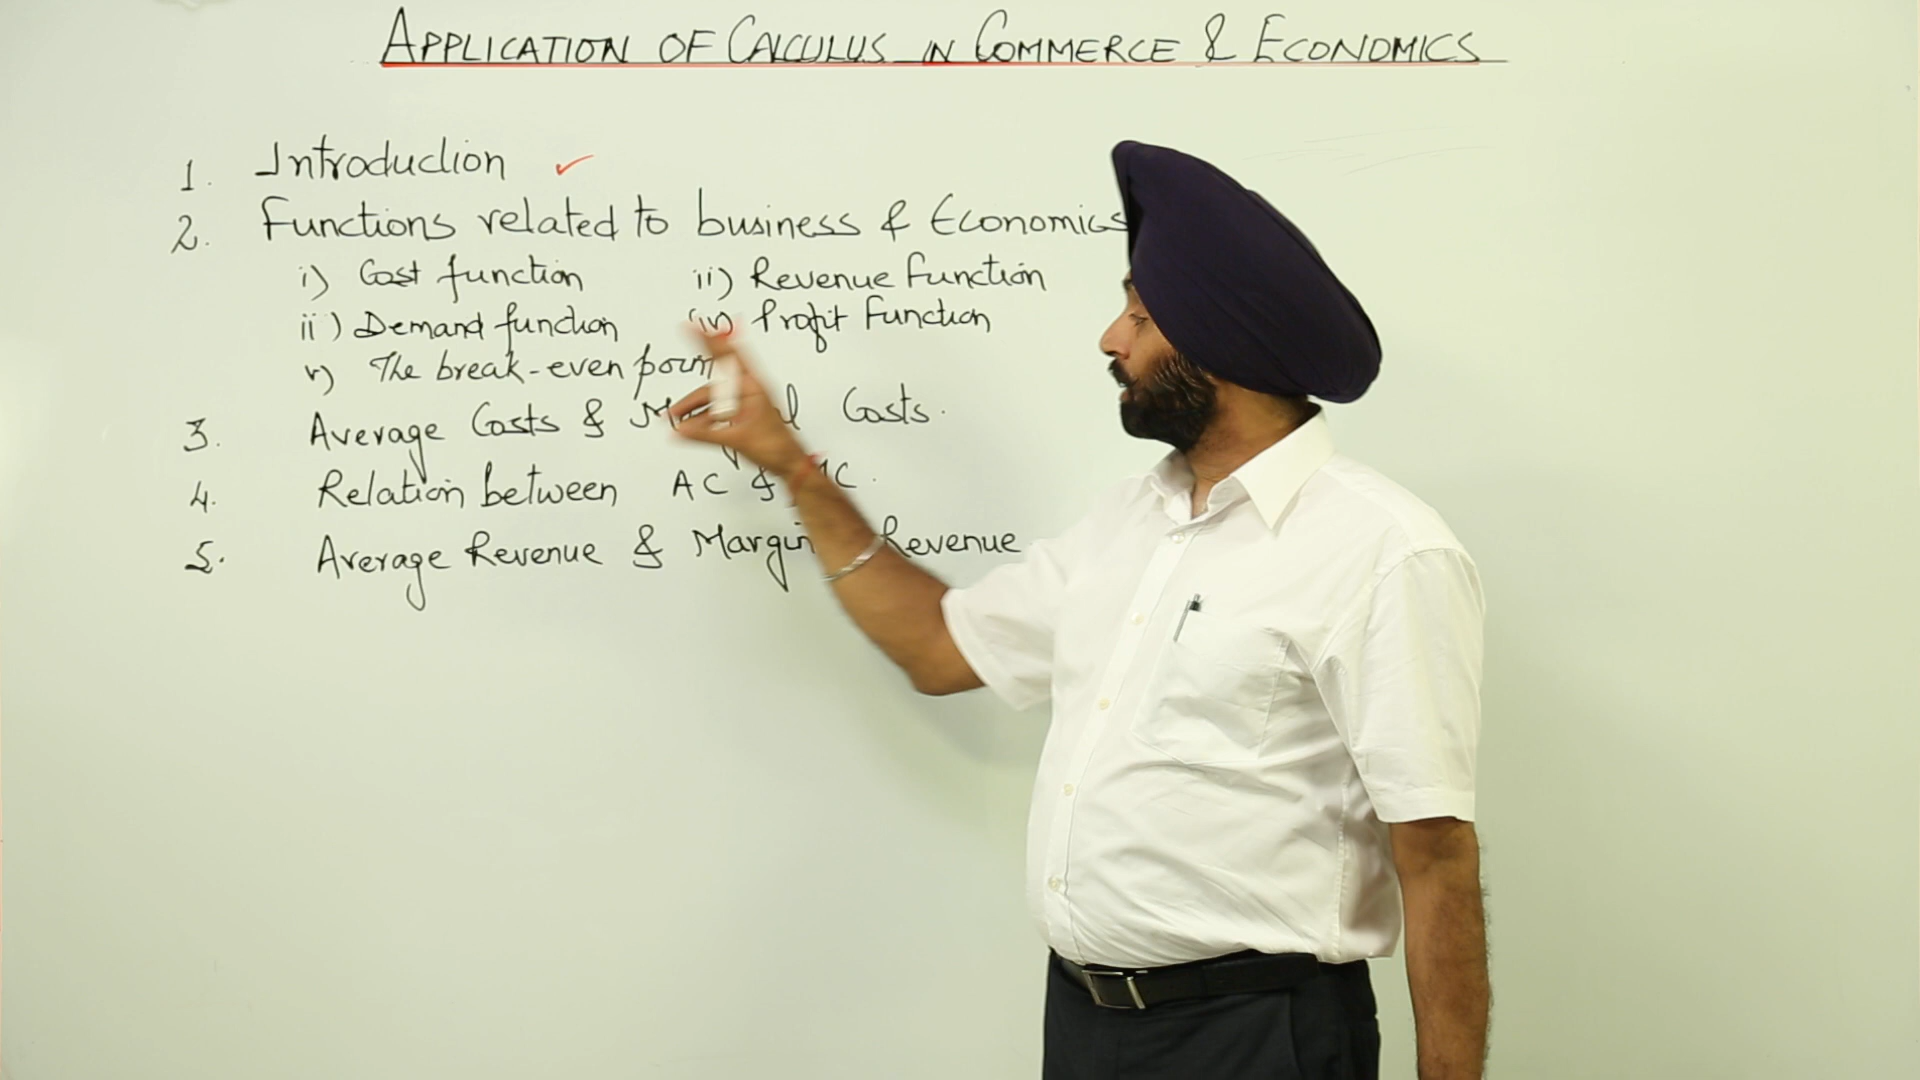 APPLICATION OF CALCULUS IN COMMERCE & ECONOMICS
1. Introduction ✓
2. Functions related to business & Economics
i) Cost function ii) Revenue Function
ii) Demand function (iv) Profit Function
v) The break-even
3. Average Costs & Costs.
4. Relation between AC &
5. Average Revenue & Revenue